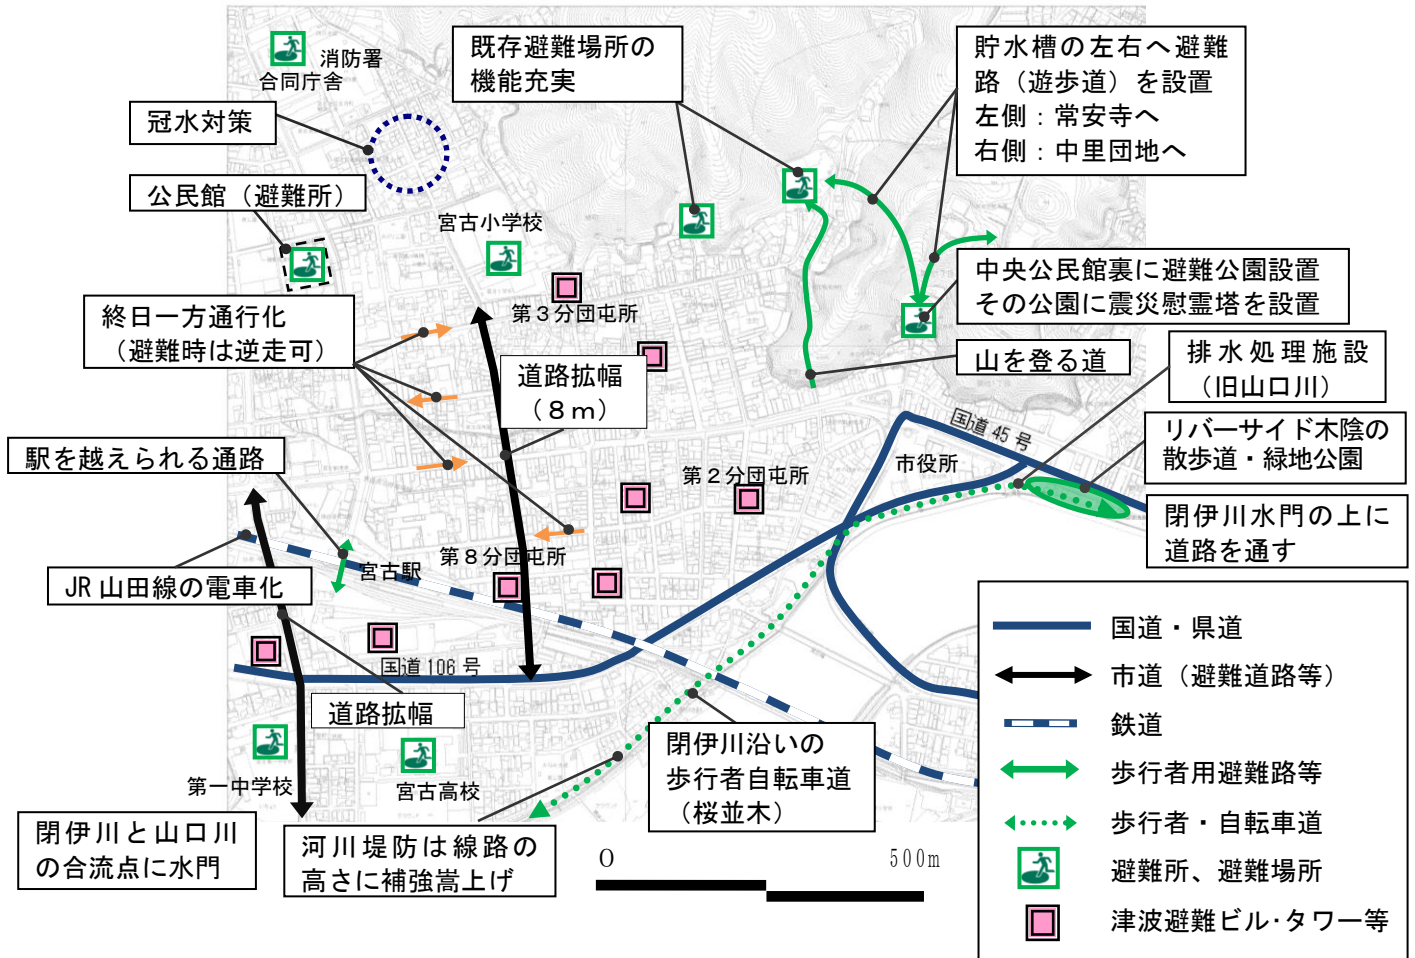 消防署
合同庁舎
既存避難場所の
機能充実
貯水槽の左右へ避難
路（遊歩道）を設置
左側：常安寺へ
右側：中里団地へ
冠水対策
公民館（避難所）
宮古小学校
中央公民館裏に避難公園設置
その公園に震災慰霊塔を設置
終日一方通行化
（避難時は逆走可）
第３分団屯所
山を登る道
排水処理施設
（旧山口川）
道路拡幅
（８ｍ）
国道 45 号
リバーサイド木陰の
散歩道・緑地公園
駅を越えられる通路
市役所
第２分団屯所
閉伊川水門の上に
道路を通す
第８分団屯所
宮古駅
JR 山田線の電車化
国道 106 号
道路拡幅
閉伊川沿いの
歩行者自転車道
（桜並木）
第一中学校
宮古高校
閉伊川と山口川
の合流点に水門
河川堤防は線路の
高さに補強嵩上げ
0
500m
国道・県道
市道（避難道路等）
鉄道
歩行者用避難路等
歩行者・自転車道
避難所、避難場所
津波避難ビル・タワー等